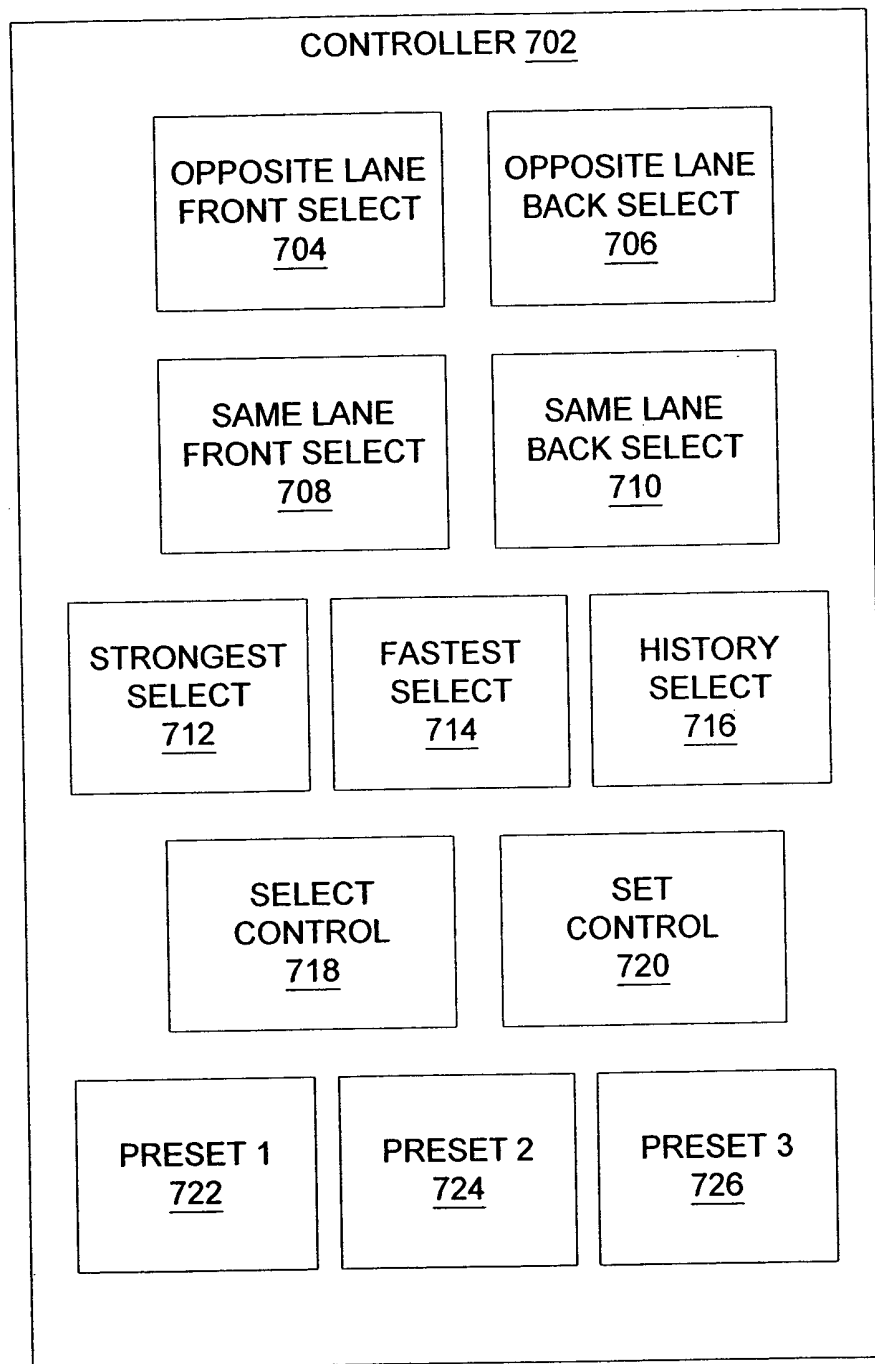 CONTROLLER 702
OPPOSITE LANE
FRONT SELECT
704
OPPOSITE LANE
BACK SELECT
706
SAME LANE
FRONT SELECT
708
SAME LANE
BACK SELECT
710
STRONGEST
SELECT
712
FASTEST
SELECT
714
HISTORY
SELECT
716
SELECT
CONTROL
718
SET
CONTROL
720
PRESET 1
722
PRESET 2
724
PRESET 3
726